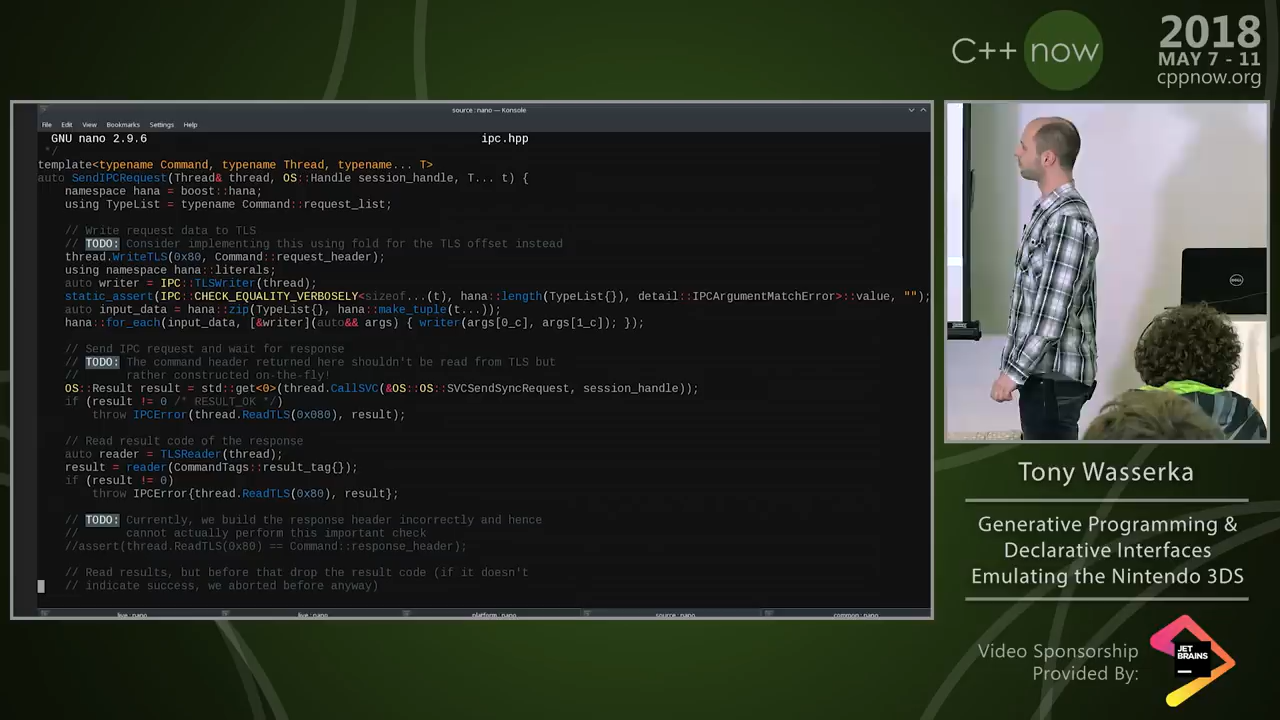 C++ now
2018
MAY 7 - 11
cppnow.org
source : nano — Konsole
File Edit View Bookmarks Settings Help
GNU nano 2.9.6 ipc.hpp
*/
template<typename Command, typename Thread, typename... T>
auto SendIPCRequest(Thread& thread, OS::Handle session_handle, T... t) {
namespace hana = boost::hana;
using TypeList = typename Command::request_list;
// Write request data to TLS
// TODO: Consider implementing this using fold for the TLS offset instead
thread.WriteTLS(0x80, Command::request_header);
using namespace hana::literals;
auto writer = IPC::TLSWriter(thread);
static_assert(IPC::CHECK_EQUALITY_VERBOSELY<sizeof...(t), hana::length(TypeList{}), detail::IPCArgumentMatchError>::value, "");
auto input_data = hana::zip(TypeList{}, hana::make_tuple(t...));
hana::for_each(input_data, [&writer](auto&& args) { writer(args[0_c], args[1_c]); });
// Send IPC request and wait for response
// TODO: The command header returned here shouldn't be read from TLS but
// rather constructed on-the-fly!
OS::Result result = std::get<0>(thread.CallSVC(&OS::OS::SVCSendSyncRequest, session_handle));
if (result != 0 /* RESULT_OK */)
throw IPCError(thread.ReadTLS(0x080), result);
// Read result code of the response
auto reader = TLSReader(thread);
result = reader(CommandTags::result_tag{});
if (result != 0)
throw IPCError{thread.ReadTLS(0x80), result};
// TODO: Currently, we build the response header incorrectly and hence
// cannot actually perform this important check
//assert(thread.ReadTLS(0x80) == Command::response_header);
// Read results, but before that drop the result code (if it doesn't
// indicate success, we aborted before anyway)
live : nano live : nano platform : nano source : nano common : nano
DELL
Tony Wasserka
Generative Programming &
Declarative Interfaces
Emulating the Nintendo 3DS
Video Sponsorship
Provided By:
JET
BRAINS